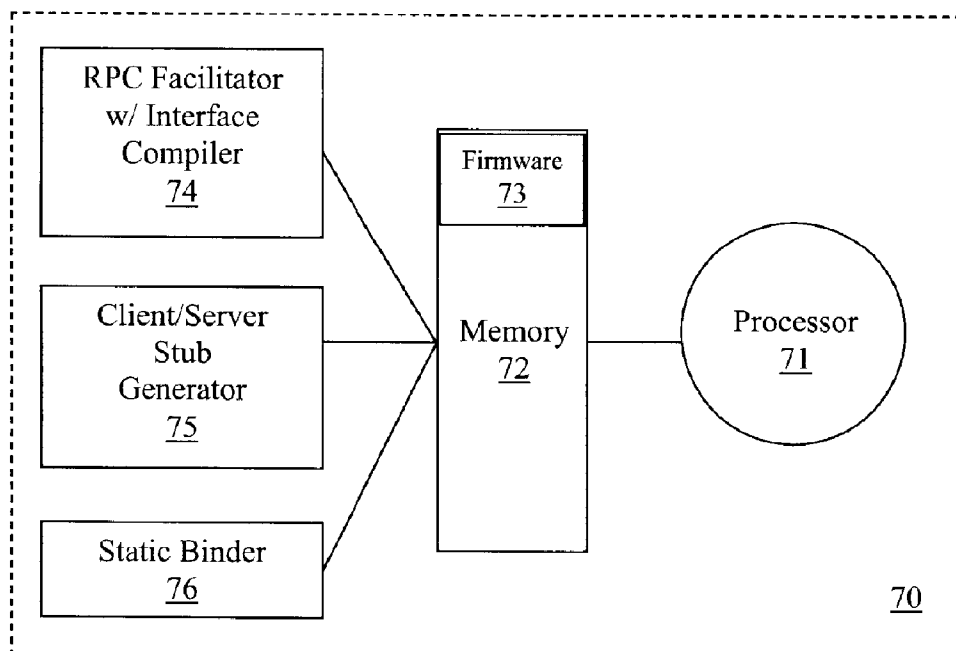 RPC Facilitator
w/ Interface
Compiler
74
Client/Server
Stub
Generator
75
Static Binder
76
Firmware
73
Memory
72
Processor
71
70